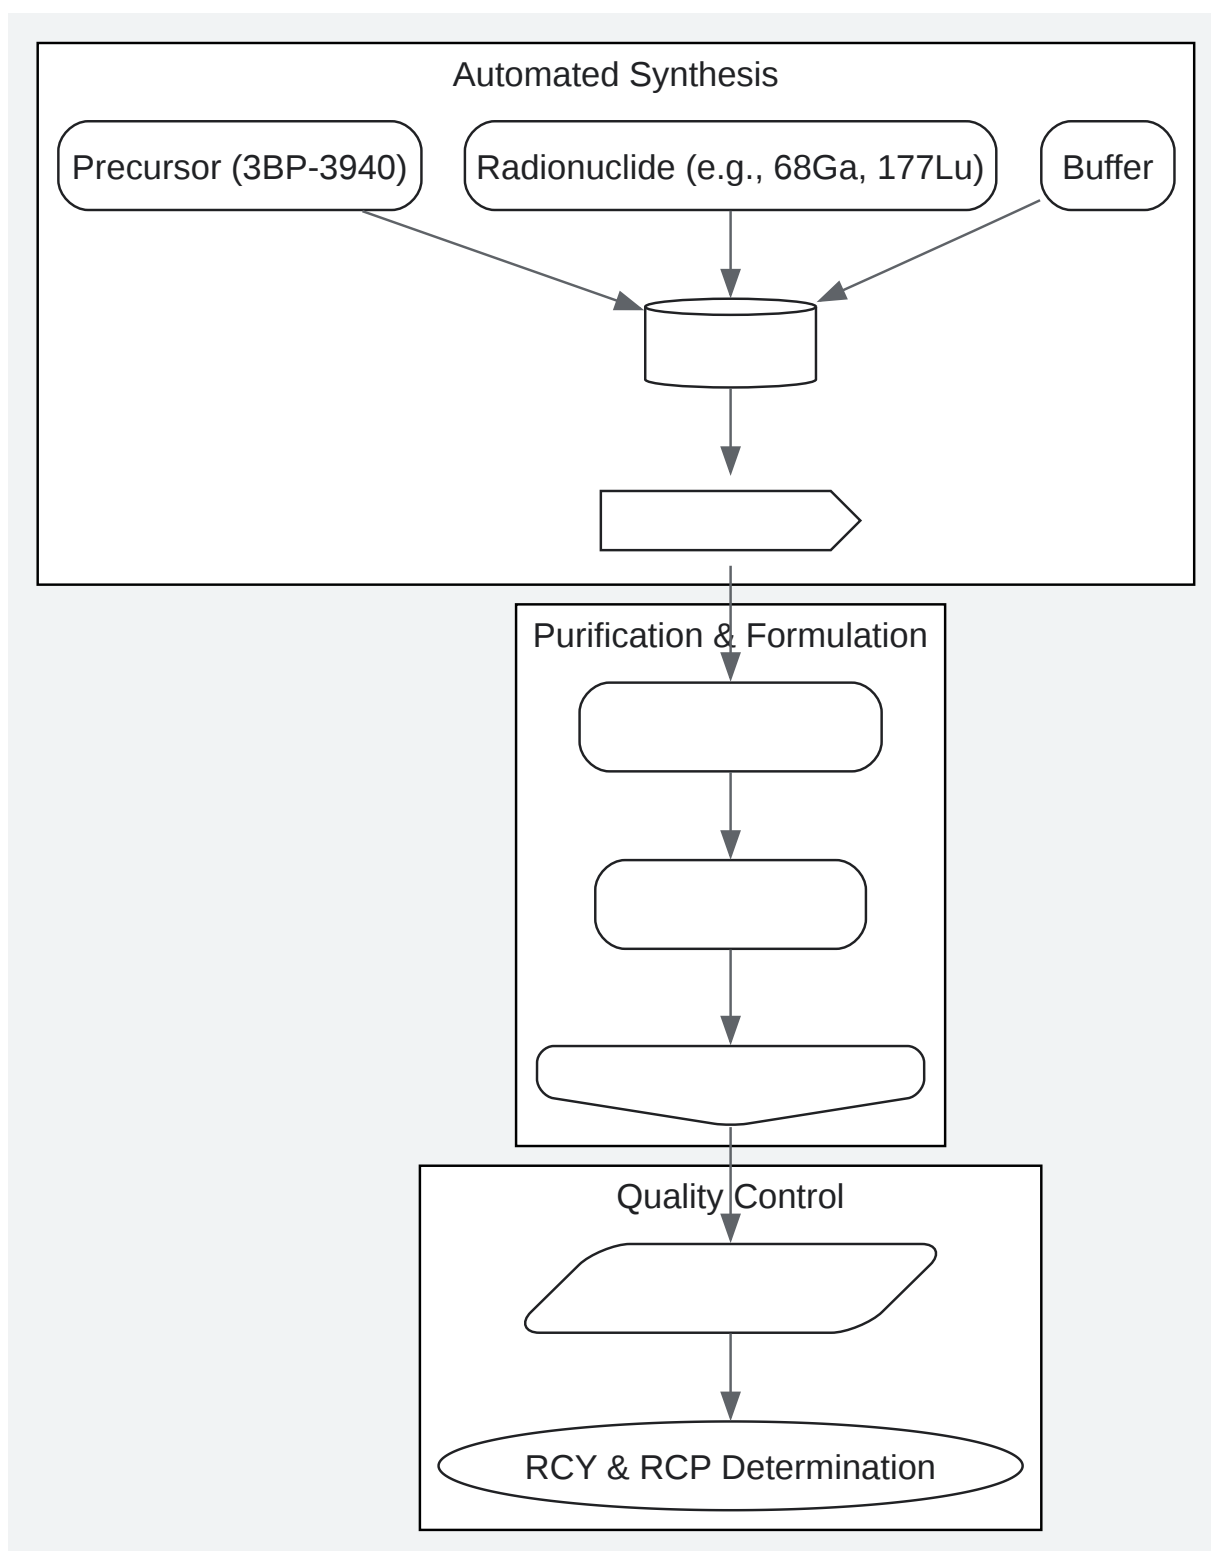 Automated Synthesis
Precursor (3BP-3940)
Radionuclide (e.g., 68Ga, 177Lu)
Buffer
Purification & Formulation
Quality Control
RCY & RCP Determination